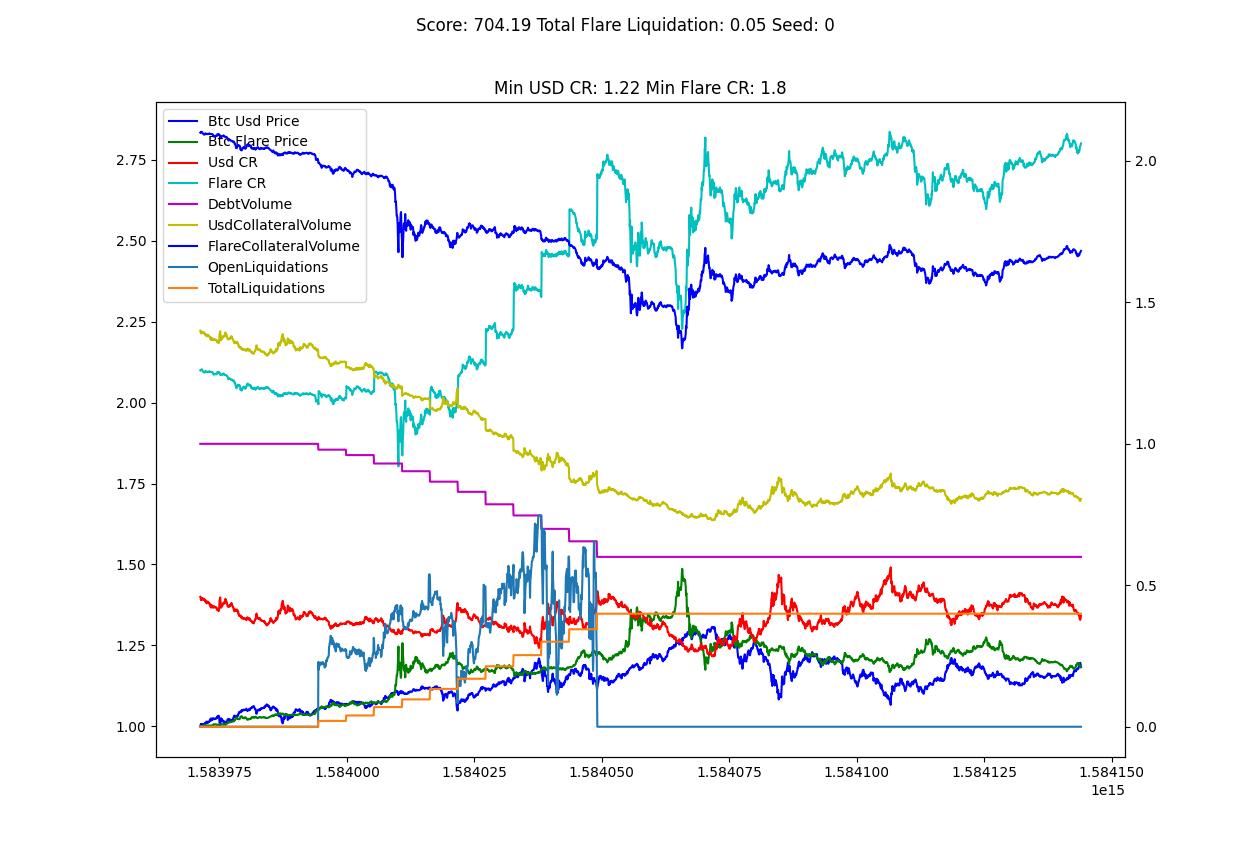 Score: 704.19 Total Flare Liquidation: 0.05 Seed: 0
Min USD CR: 1.22 Min Flare CR: 1.8
Btc Usd Price
Btc Flare Price
Usd CR
Flare CR
DebtVolume
UsdCollateralVolume
FlareCollateralVolume
OpenLiquidations
TotalLiquidations
2.75
2.50
2.25
2.00
1.75
1.50
1.25
1.00
2.0
1.5
1.0
0.5
0.0
1.583975
1.584000
1.584025
1.584050
1.584075
1.584100
1.584125
1.584150
1e15